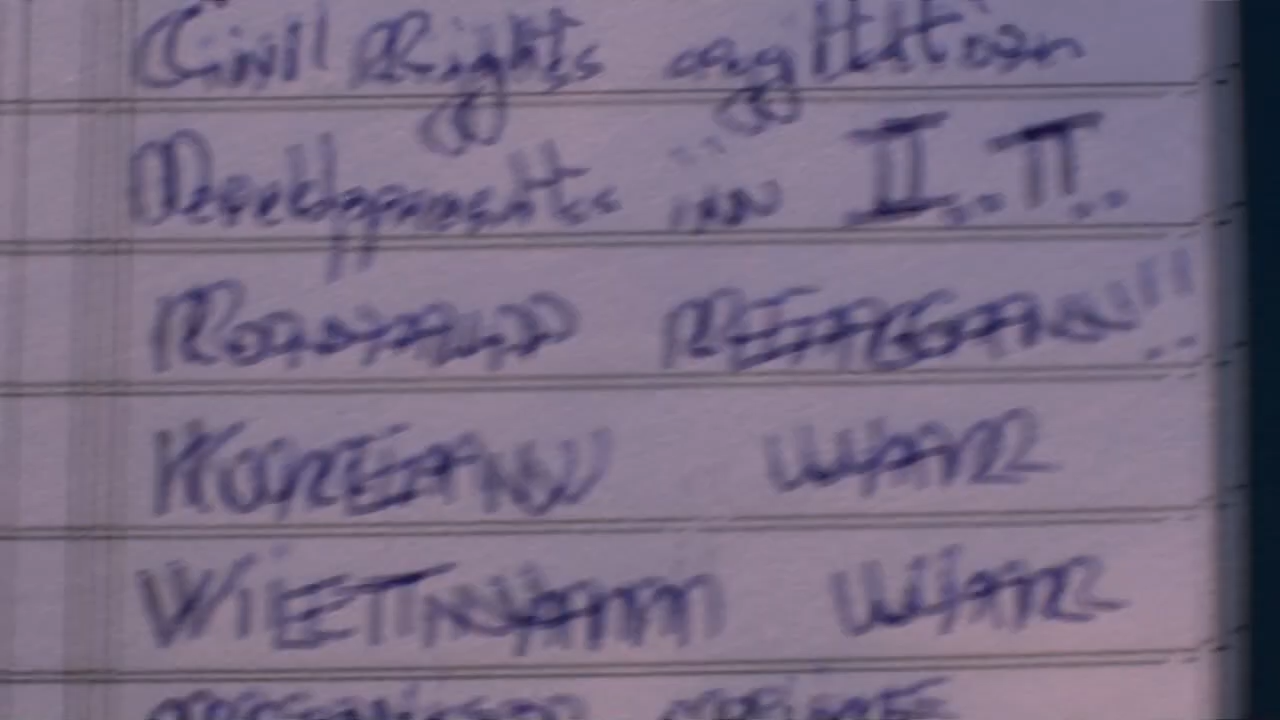 Civil Rights agitation
Developments in I.T.
RONALD REAGAN!!
KOREAN WAR
VIETNAM WAR